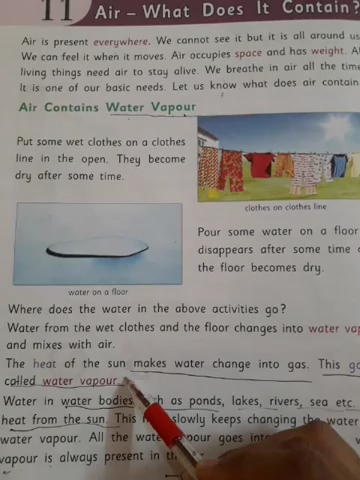 11 Air – What Does It Contain?
Air is present everywhere. We cannot see it but it is all around us
We can feel it when it moves. Air occupies space and has weight.
living things need air to stay alive. We breathe in air all the time
It is one of our basic needs. Let us know what does air contain
Air Contains Water Vapour
Put some wet clothes on a clothes
line in the open. They become
dry after some time.
clothes on clothes line
Pour some water on a floor
disappears after some time
the floor becomes dry.
water on a floor
Where does the water in the above activities go?
Water from the wet clothes and the floor changes into water
and mixes with air.
The heat of the sun makes water change into gas. This
called water vapour.
Water in water bodies such as ponds, lakes, rivers, sea etc.
heat from the sun. This slowly keeps changing the water
water vapour. All the goes
vapour is always present in